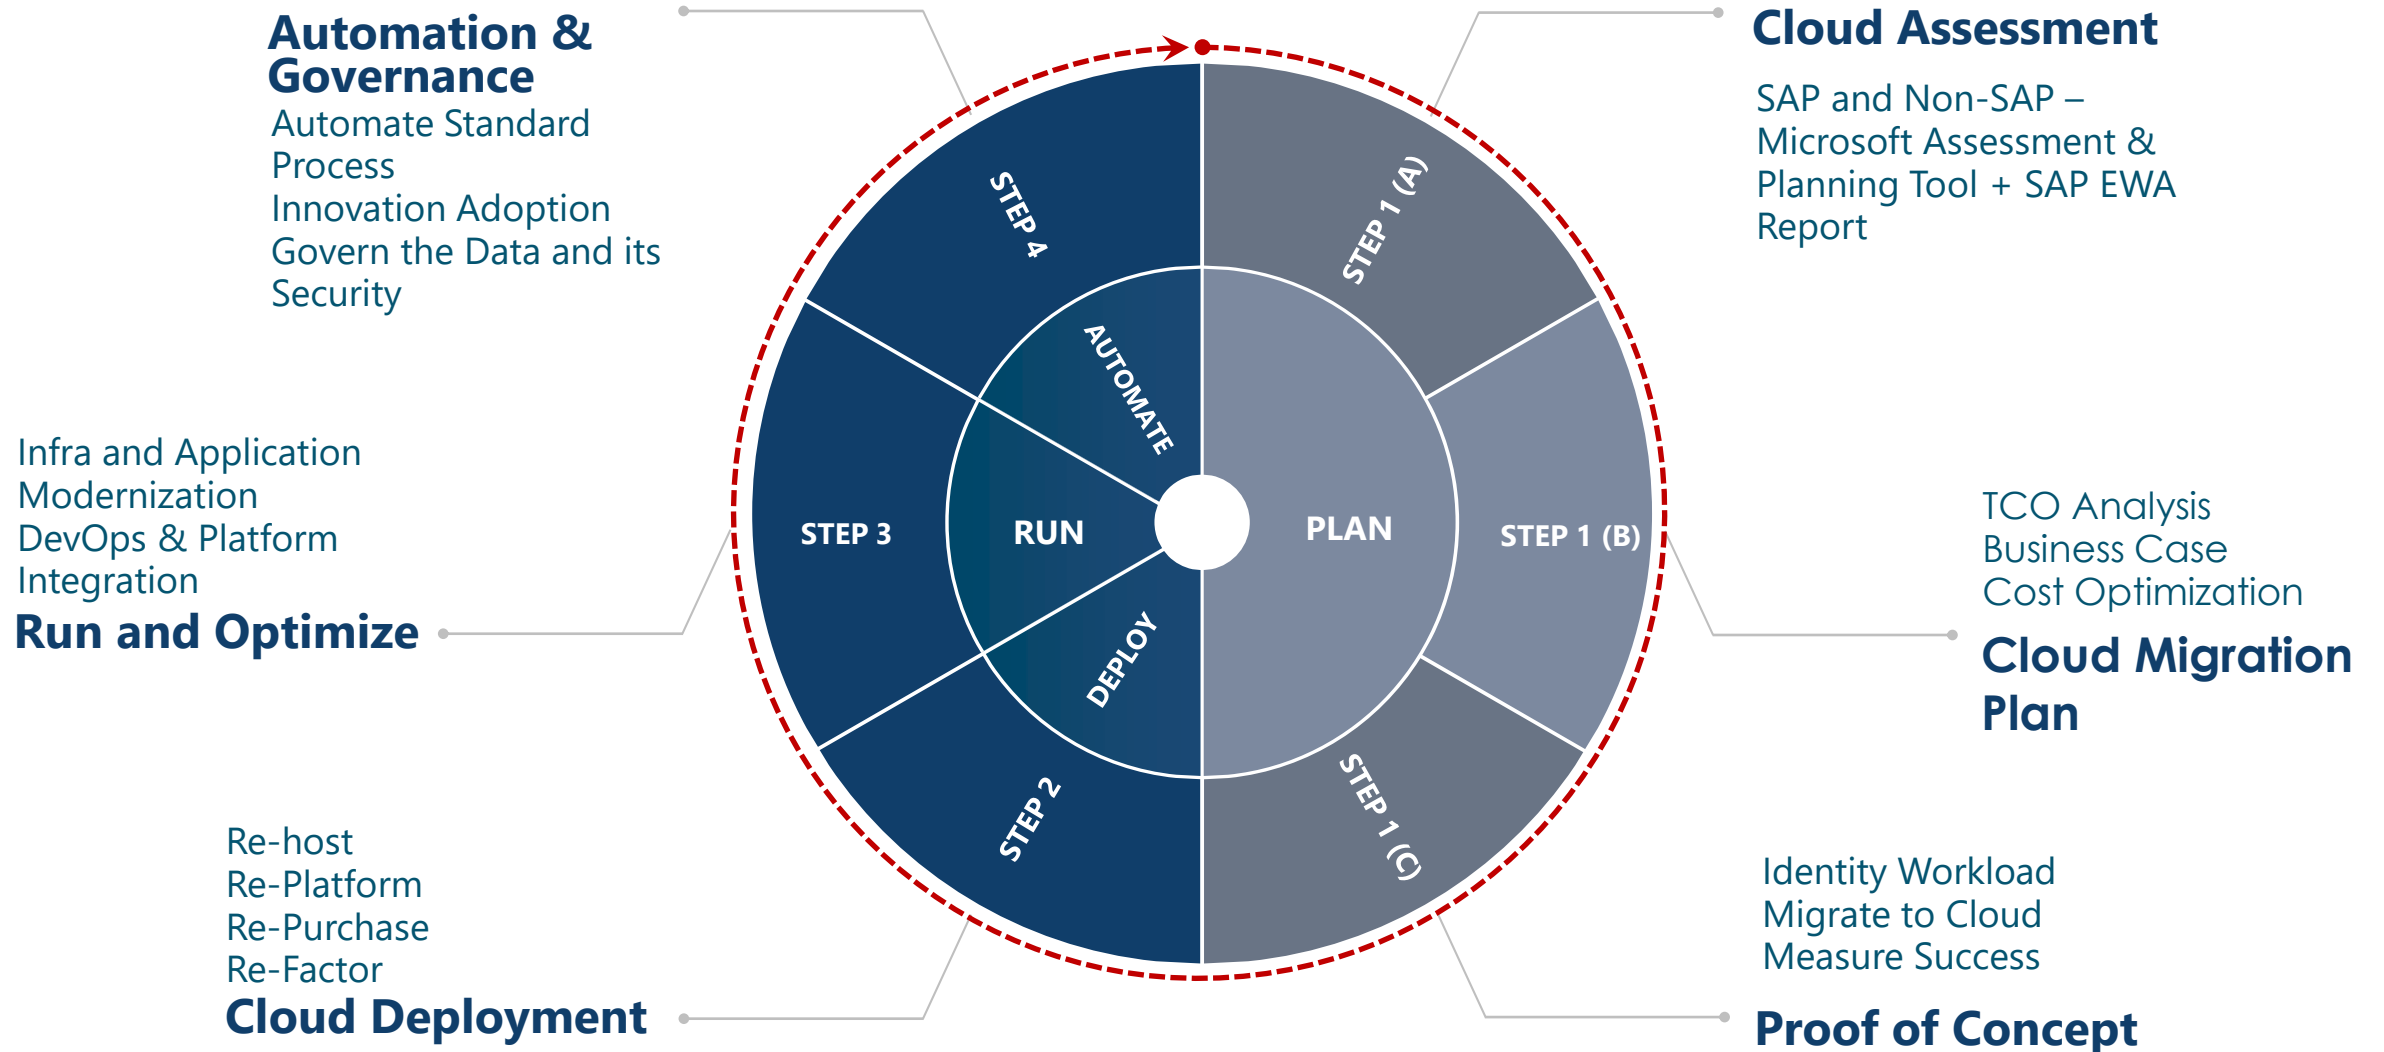 Automation &
Governance
Automate Standard
Process
Innovation Adoption
Govern the Data and its
Security
Cloud Assessment
SAP and Non-SAP –
Microsoft Assessment &
Planning Tool + SAP EWA
Report
STEP 4
STEP 1 (A)
AUTOMATE
Infra and Application
Modernization
DevOps & Platform
Integration
Run and Optimize
STEP 3
RUN
PLAN
STEP 1 (B)
TCO Analysis
Business Case
Cost Optimization
Cloud Migration
Plan
DEPLOY
STEP 2
STEP 1 (C)
Re-host
Re-Platform
Re-Purchase
Re-Factor
Cloud Deployment
Identity Workload
Migrate to Cloud
Measure Success
Proof of Concept